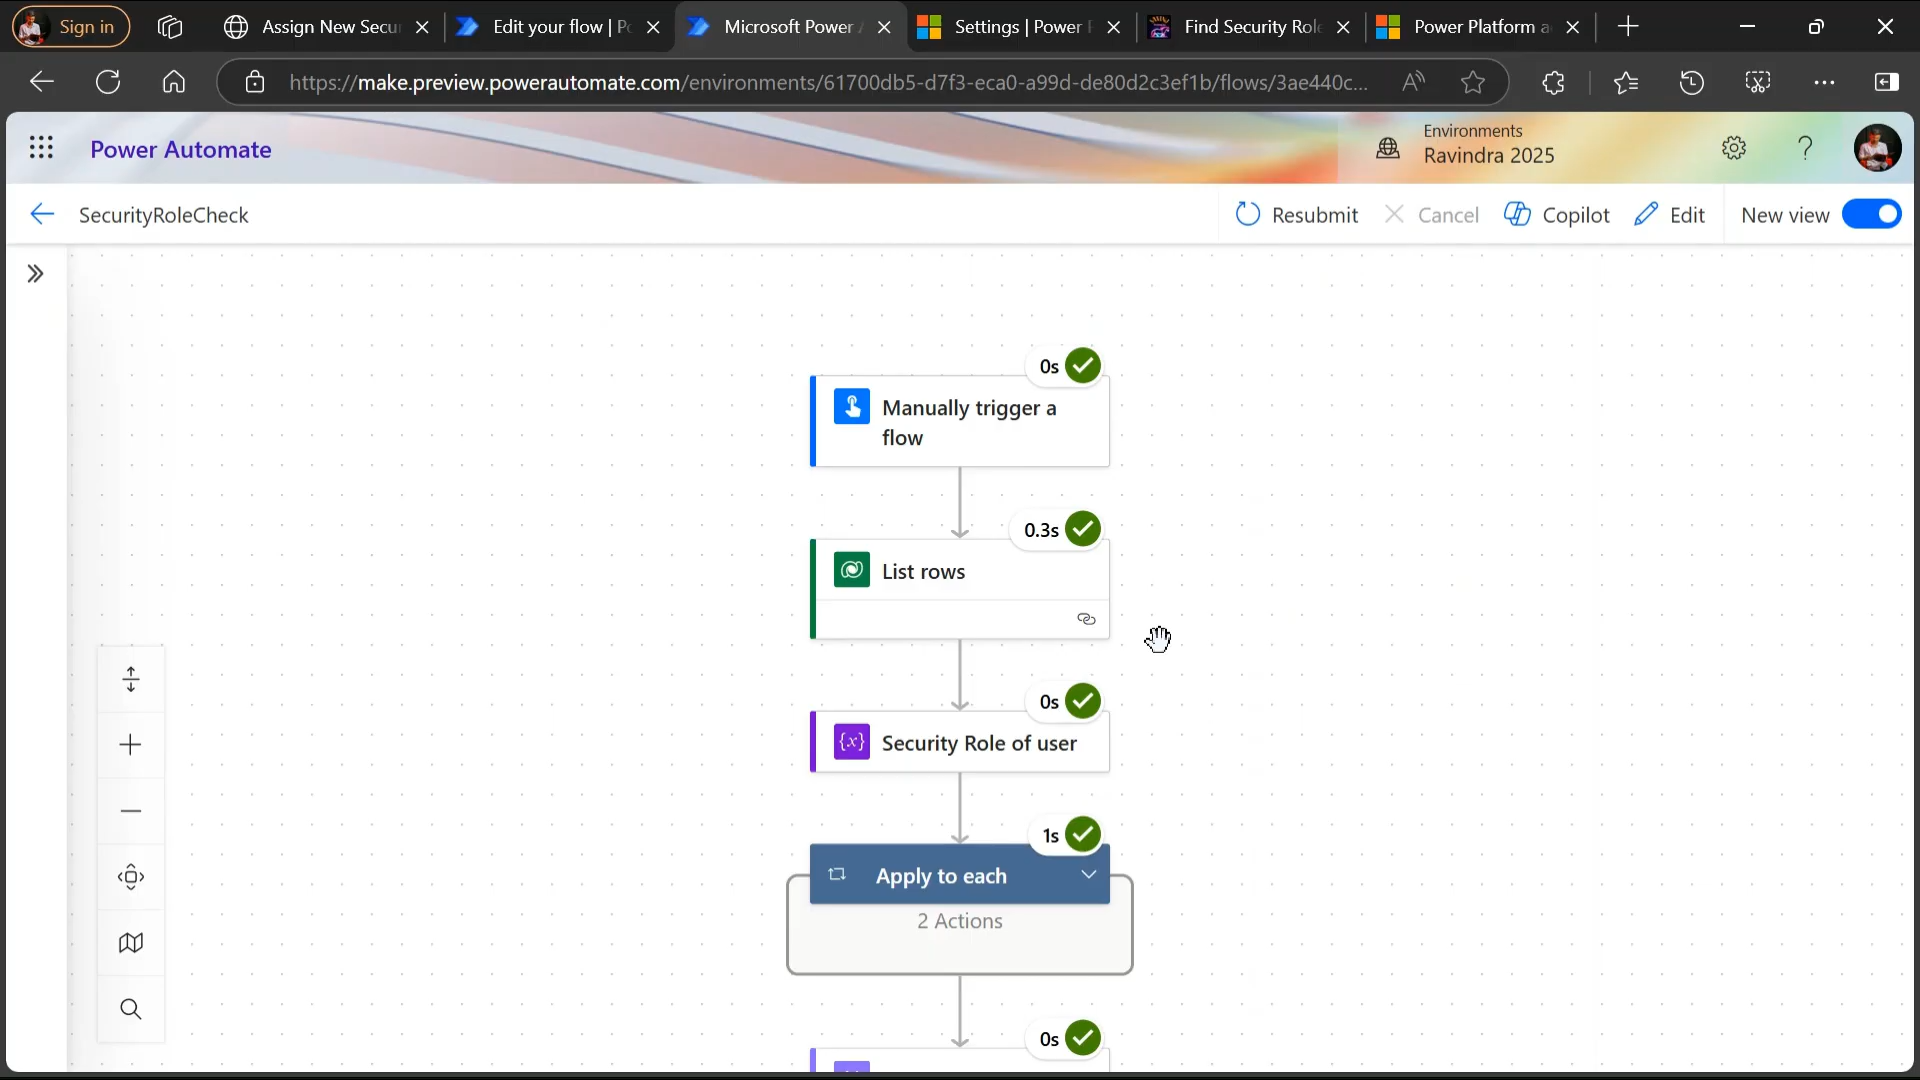 Sign in
Assign New Secu
Edit your flow | P
Microsoft Power A
Settings | Power P
Find Security Role
Power Platform a
https://make.preview.powerautomate.com/environments/61700db5-d7f3-eca0-a99d-de80d2c3ef1b/flows/3ae440c...
Power Automate
Environments
Ravindra 2025
SecurityRoleCheck
Resubmit
Cancel
Copilot
Edit
New view
0s
Manually trigger a
flow
0.3s
List rows
0s
{x}
Security Role of user
1s
Apply to each
2 Actions
0s